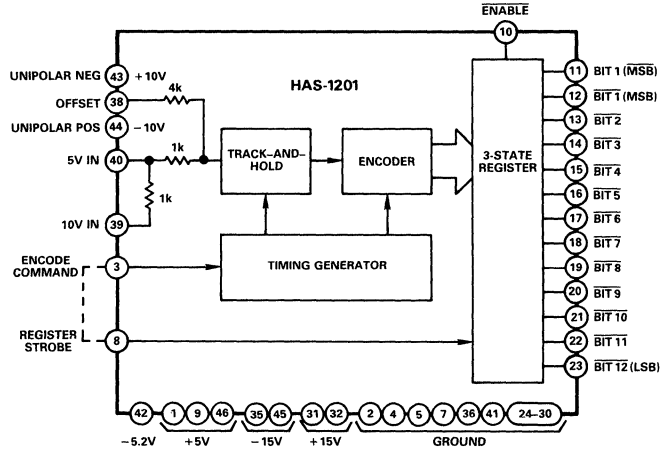 ENABLE
10
HAS-1201
UNIPOLAR NEG 43 +10V
OFFSET 38 4k
UNIPOLAR POS 44 −10V
5V IN 40 1k
1k
10V IN 39
TRACK-AND-HOLD
ENCODER
3-STATE REGISTER
TIMING GENERATOR
ENCODE COMMAND 3
REGISTER STROBE 8
11 BIT 1 (MSB)
12 BIT 1 (MSB)
13 BIT 2
14 BIT 3
15 BIT 4
16 BIT 5
17 BIT 6
18 BIT 7
19 BIT 8
20 BIT 9
21 BIT 10
22 BIT 11
23 BIT 12 (LSB)
42 1 9 46 35 45 31 32 2 4 5 7 36 41 24-30
−5.2V +5V −15V +15V GROUND